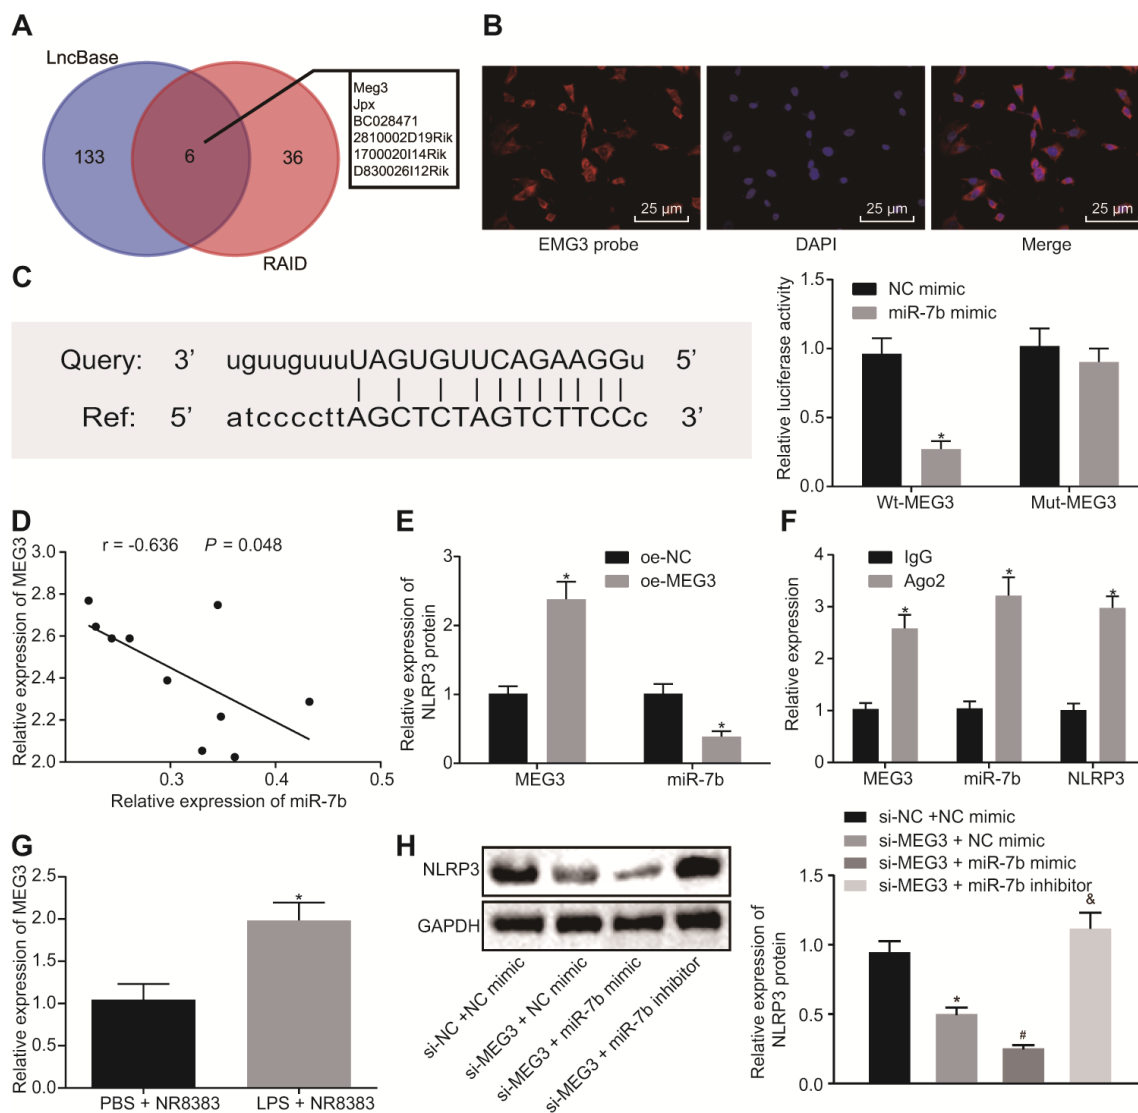 A
LncBase
133
6
36
RAID
Meg3
Jpx
BC028471
2810002D19Rik
1700020I14Rik
D830026I12Rik
B
25 µm
25 µm
25 µm
EMG3 probe
DAPI
Merge
C
Query: 3’ uguuguuuUAGUGUUCAGAAGGu 5’
Ref: 5’ atccccttAGCTCTAGTCTTCCc 3’
Relative luciferase activity
1.5
1.0
0.5
0.0
NC mimic
miR-7b mimic
*
Wt-MEG3
Mut-MEG3
D
r = -0.636 P = 0.048
Relative expression of MEG3
3.0
2.8
2.6
2.4
2.2
2.0
0.3
0.4
0.5
Relative expression of miR-7b
E
Relative expression of
NLRP3 protein
3
2
1
0
oe-NC
oe-MEG3
*
*
MEG3
miR-7b
F
Relative expression
4
3
2
1
0
IgG
Ago2
*
*
*
MEG3
miR-7b
NLRP3
G
Relative expression of MEG3
2.5
2.0
1.5
1.0
0.5
0.0
*
PBS + NR8383
LPS + NR8383
H
NLRP3
GAPDH
si-NC +NC mimic
si-MEG3 + NC mimic
si-MEG3 + miR-7b mimic
si-MEG3 + miR-7b inhibitor
si-NC +NC mimic
si-MEG3 + NC mimic
si-MEG3 + miR-7b mimic
si-MEG3 + miR-7b inhibitor
Relative expression of
NLRP3 protein
1.5
1.0
0.5
0.0
*
#
&